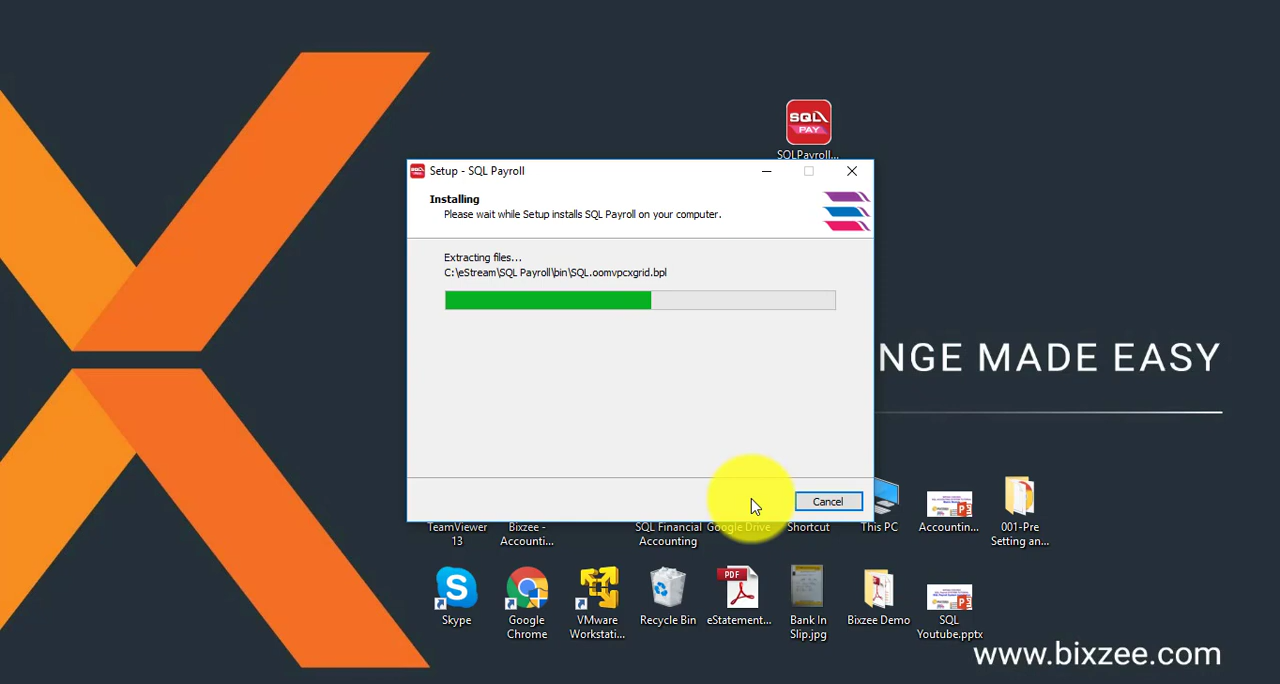 SQL
PAY
SQLPayroll...
Setup - SQL Payroll
Installing
Please wait while Setup installs SQL Payroll on your computer.
Extracting files...
C:\eStream\SQL Payroll\bin\SQL.oomvpcxgrid.bpl
NGE MADE EASY
Cancel
TeamViewer
13
Bixzee -
Accounti...
SQL Financial
Accounting
Google Drive
Shortcut
This PC
Accountin...
001-Pre
Setting an...
PDF
Skype
Google
Chrome
VMware
Workstati...
Recycle Bin
eStatement...
Bank In
Slip.jpg
Bixzee Demo
SQL
Youtube.pptx
www.bixzee.com